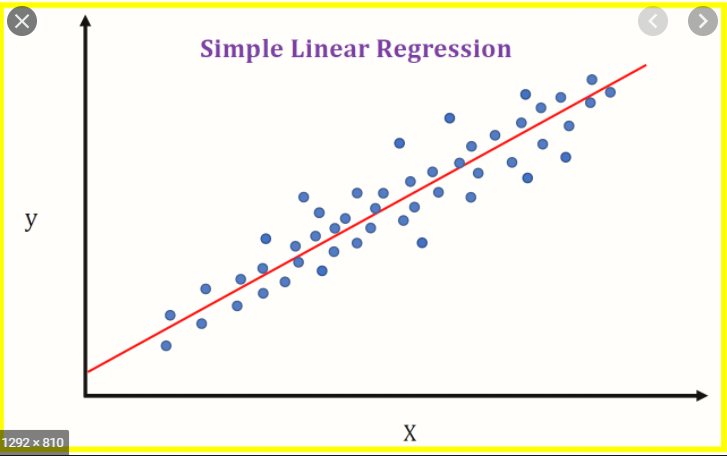 Simple Linear Regression
y
X
1292 × 810